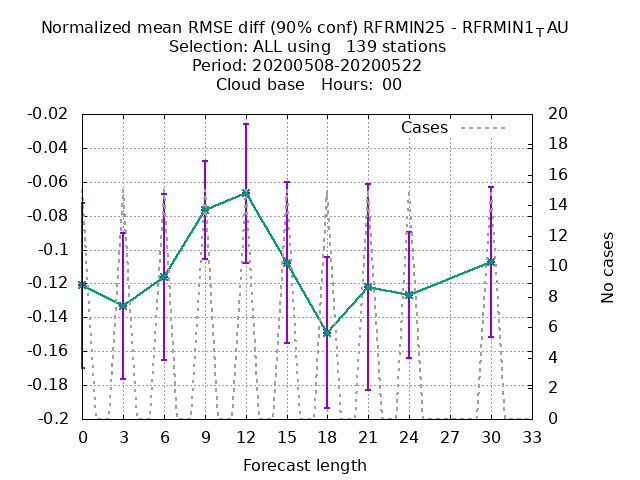 Normalized mean RMSE diff (90% conf) RFRMIN25 - RFRMIN1_TAU
Selection: ALL using   139 stations
Period: 20200508-20200522
Cloud base   Hours:  00
Cases
-0.02
-0.04
-0.06
-0.08
-0.1
-0.12
-0.14
-0.16
-0.18
-0.2
20
18
16
14
12
10
8
6
4
2
0
No cases
0 3 6 9 12 15 18 21 24 27 30 33
Forecast length